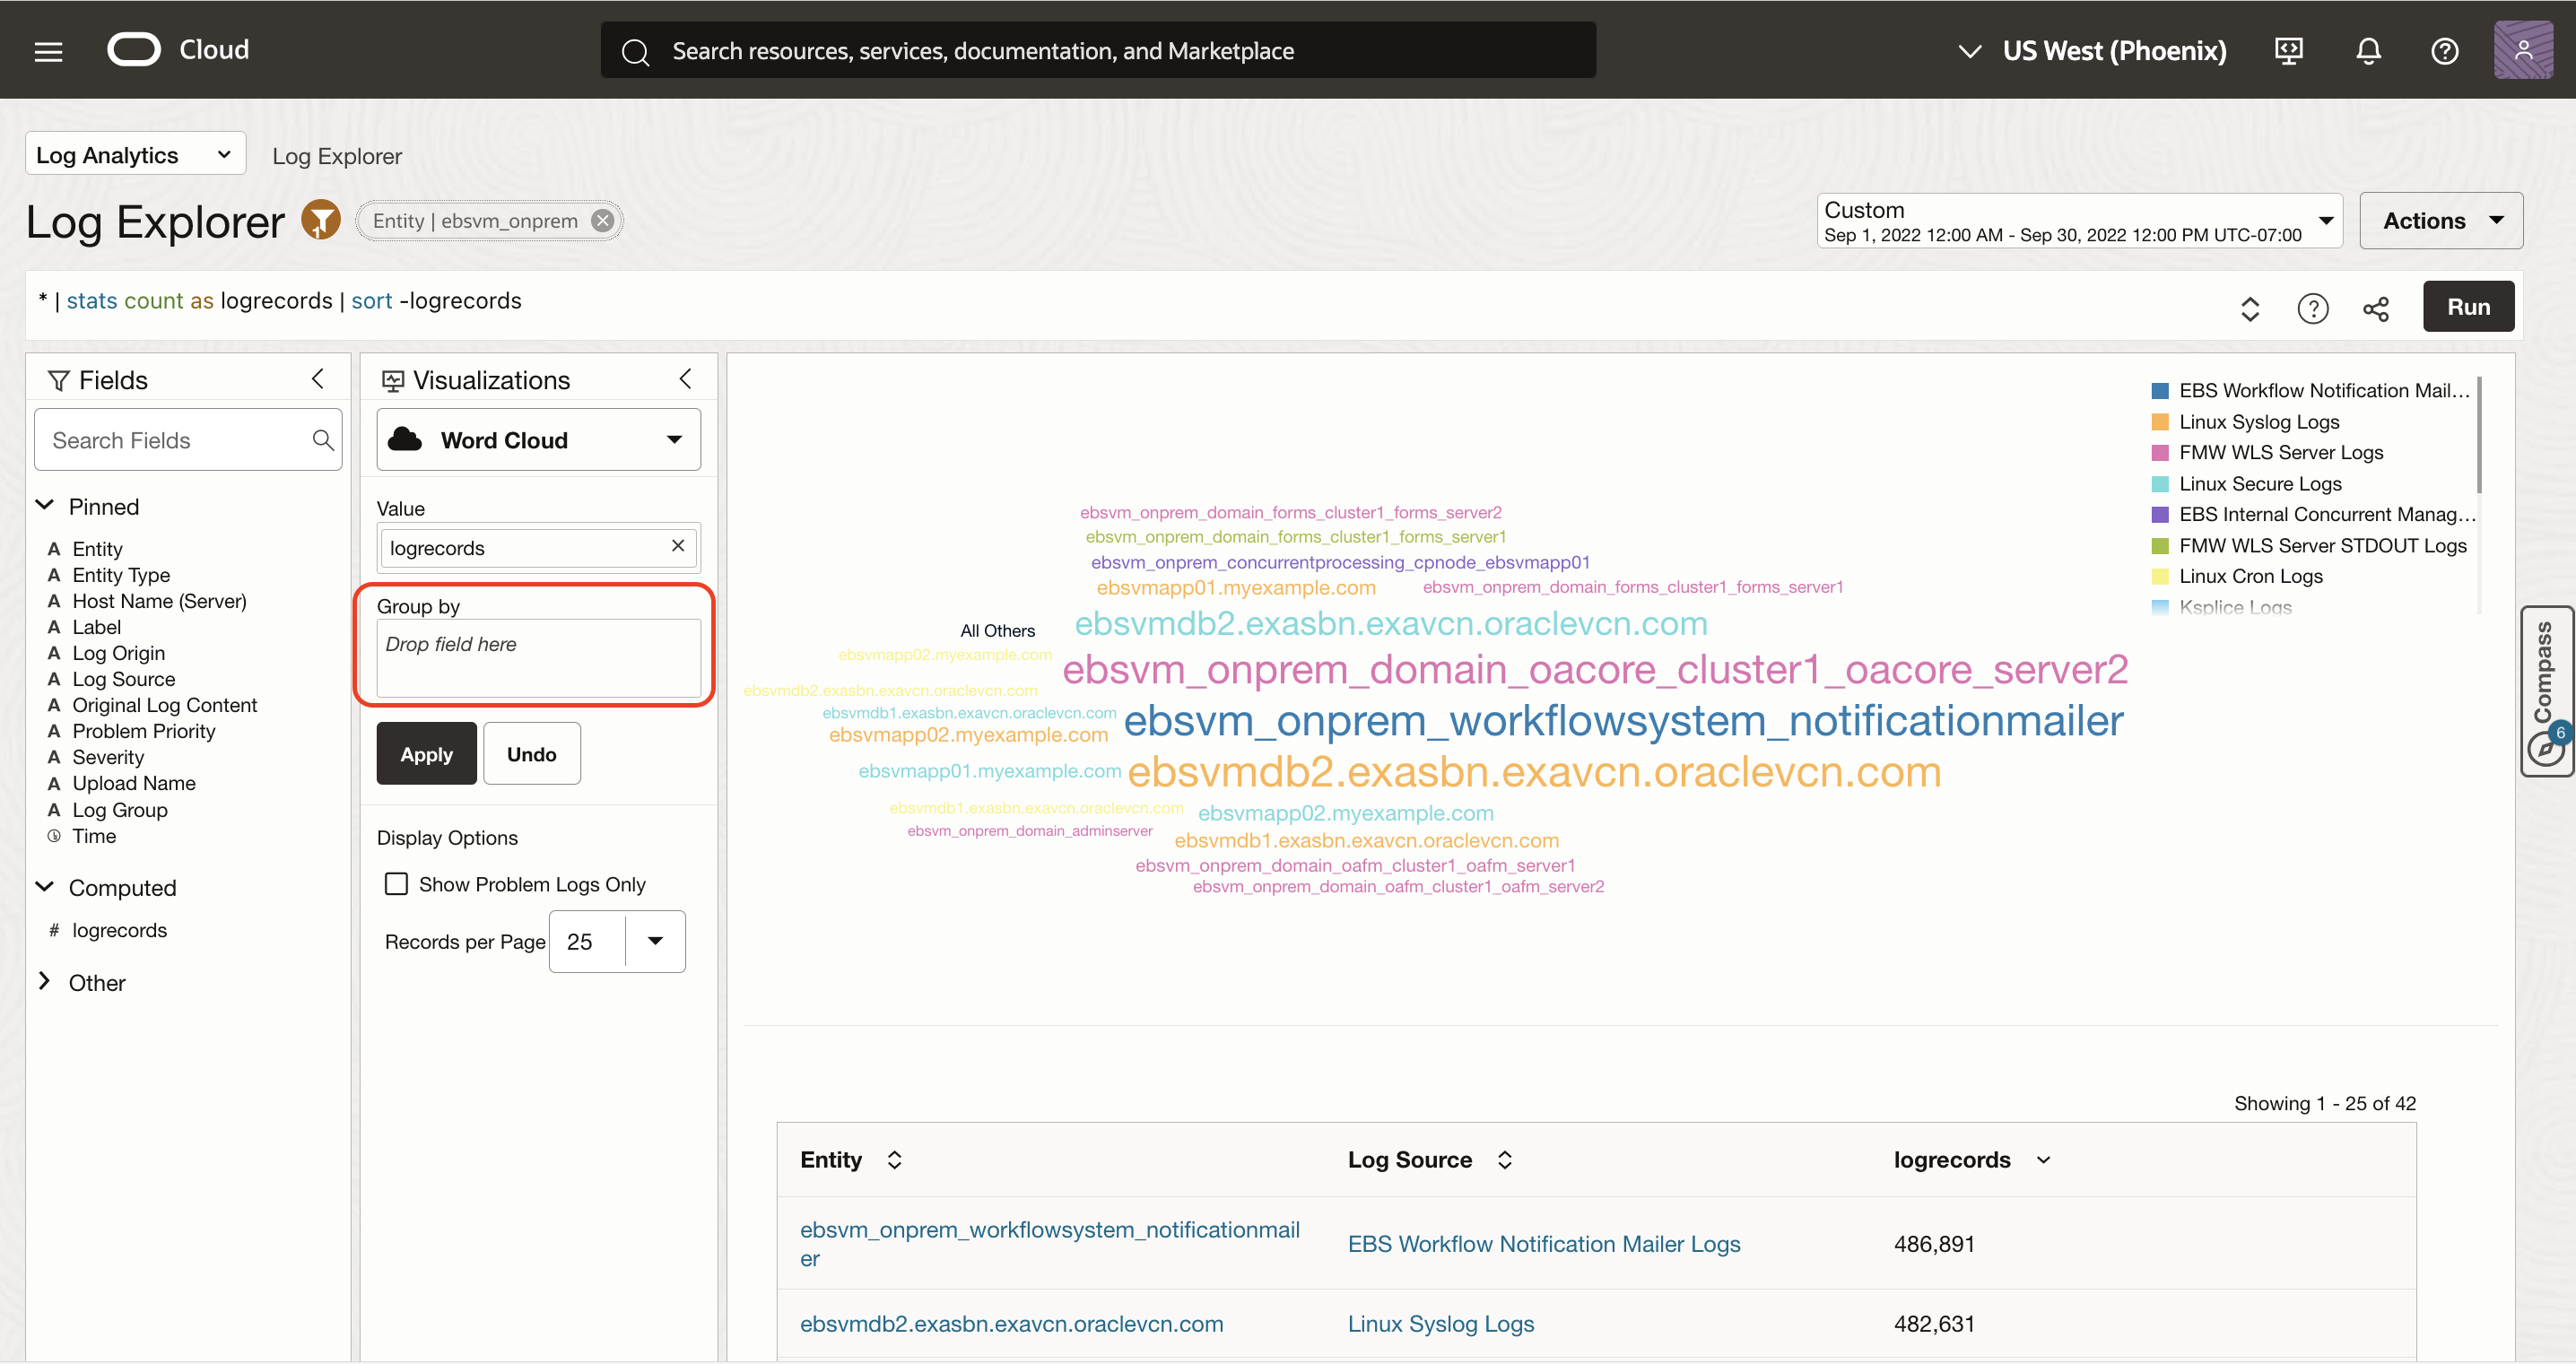 Cloud
Search resources, services, documentation, and Marketplace
US West (Phoenix)
Log Analytics
Log Explorer
Log Explorer
Entity | ebsvm_onprem
Custom
Sep 1, 2022 12:00 AM - Sep 30, 2022 12:00 PM UTC-07:00
Actions
* | stats count as logrecords | sort -logrecords
Run
Fields
Search Fields
Pinned
A Entity
A Entity Type
A Host Name (Server)
A Label
A Log Origin
A Log Source
A Original Log Content
A Problem Priority
A Severity
A Upload Name
A Log Group
Time
Computed
# logrecords
Other
Visualizations
Word Cloud
Value
logrecords
Group by
Drop field here
Apply
Undo
Display Options
Show Problem Logs Only
Records per Page 25
ebsvm_onprem_domain_forms_cluster1_forms_server2
ebsvm_onprem_domain_forms_cluster1_forms_server1
ebsvm_onprem_concurrentprocessing_cpnode_ebsvmapp01
ebsvmapp01.myexample.com
ebsvm_onprem_domain_forms_cluster1_forms_server1
All Others
ebsvmdb2.exasbn.exavcn.oraclevcn.com
ebsvmapp02.myexample.com
ebsvm_onprem_domain_oacore_cluster1_oacore_server2
ebsvmdb2.exasbn.exavcn.oraclevcn.com
ebsvmdb1.exasbn.exavcn.oraclevcn.com
ebsvm_onprem_workflowsystem_notificationmailer
ebsvmapp02.myexample.com
ebsvmapp01.myexample.com
ebsvmdb2.exasbn.exavcn.oraclevcn.com
ebsvmdb1.exasbn.exavcn.oraclevcn.com
ebsvmapp02.myexample.com
ebsvm_onprem_domain_adminserver
ebsvmdb1.exasbn.exavcn.oraclevcn.com
ebsvm_onprem_domain_oafm_cluster1_oafm_server1
ebsvm_onprem_domain_oafm_cluster1_oafm_server2
EBS Workflow Notification Mail...
Linux Syslog Logs
FMW WLS Server Logs
Linux Secure Logs
EBS Internal Concurrent Manag...
FMW WLS Server STDOUT Logs
Linux Cron Logs
Ksplice Logs
Compass
6
Showing 1 - 25 of 42
Entity Log Source logrecords
ebsvm_onprem_workflowsystem_notificationmail
er
EBS Workflow Notification Mailer Logs
486,891
ebsvmdb2.exasbn.exavcn.oraclevcn.com Linux Syslog Logs 482,631